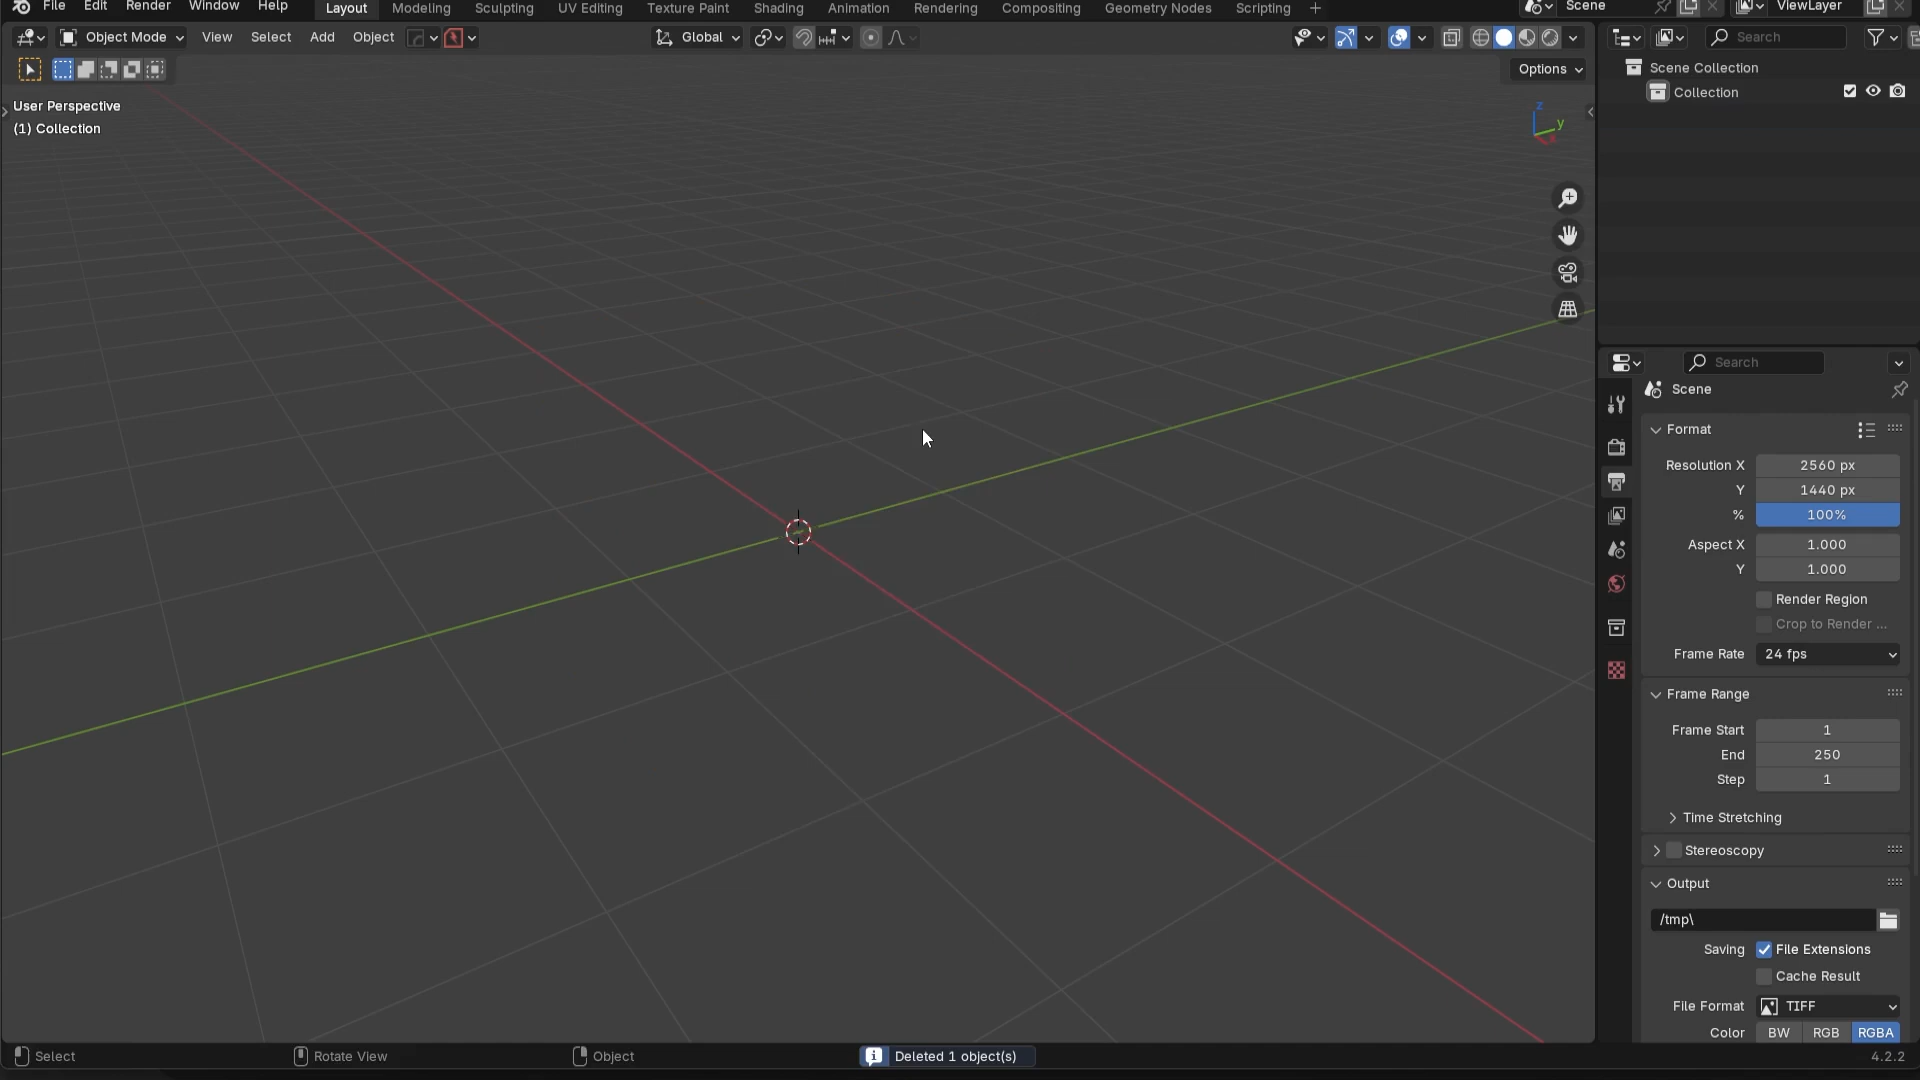 File Edit Render Window Help Layout Modeling Sculpting UV Editing Texture Paint Shading Animation Rendering Compositing Geometry Nodes Scripting + Scene ViewLayer
Object Mode View Select Add Object Global Search
Options
User Perspective
(1) Collection
z
y
x
Scene Collection
Collection
Search
Scene
Format
Resolution X 2560 px
Y 1440 px
% 100%
Aspect X 1.000
Y 1.000
Render Region
Crop to Render ...
Frame Rate 24 fps
Frame Range
Frame Start 1
End 250
Step 1
Time Stretching
Stereoscopy
Output
/tmp\
Saving File Extensions
Cache Result
File Format TIFF
Color BW RGB RGBA
Select Rotate View Object Deleted 1 object(s) 4.2.2